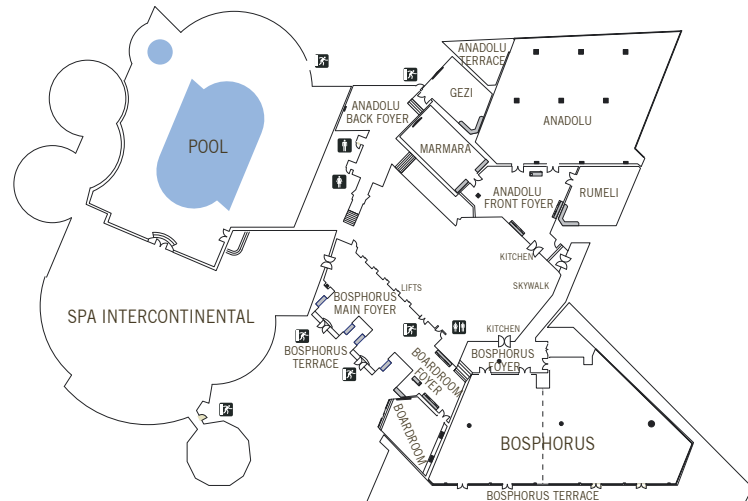 ANADOLU
TERRACE
GEZI
ANADOLU
BACK FOYER
ANADOLU
POOL
MARMARA
ANADOLU
FRONT FOYER
RUMELI
KITCHEN
SKYWALK
LIFTS
BOSPHORUS
MAIN FOYER
SPA INTERCONTINENTAL
KITCHEN
BOSPHORUS
TERRACE
BOSPHORUS
FOYER
BOARDROOM
FOYER
BOARDROOM
BOSPHORUS
BOSPHORUS TERRACE